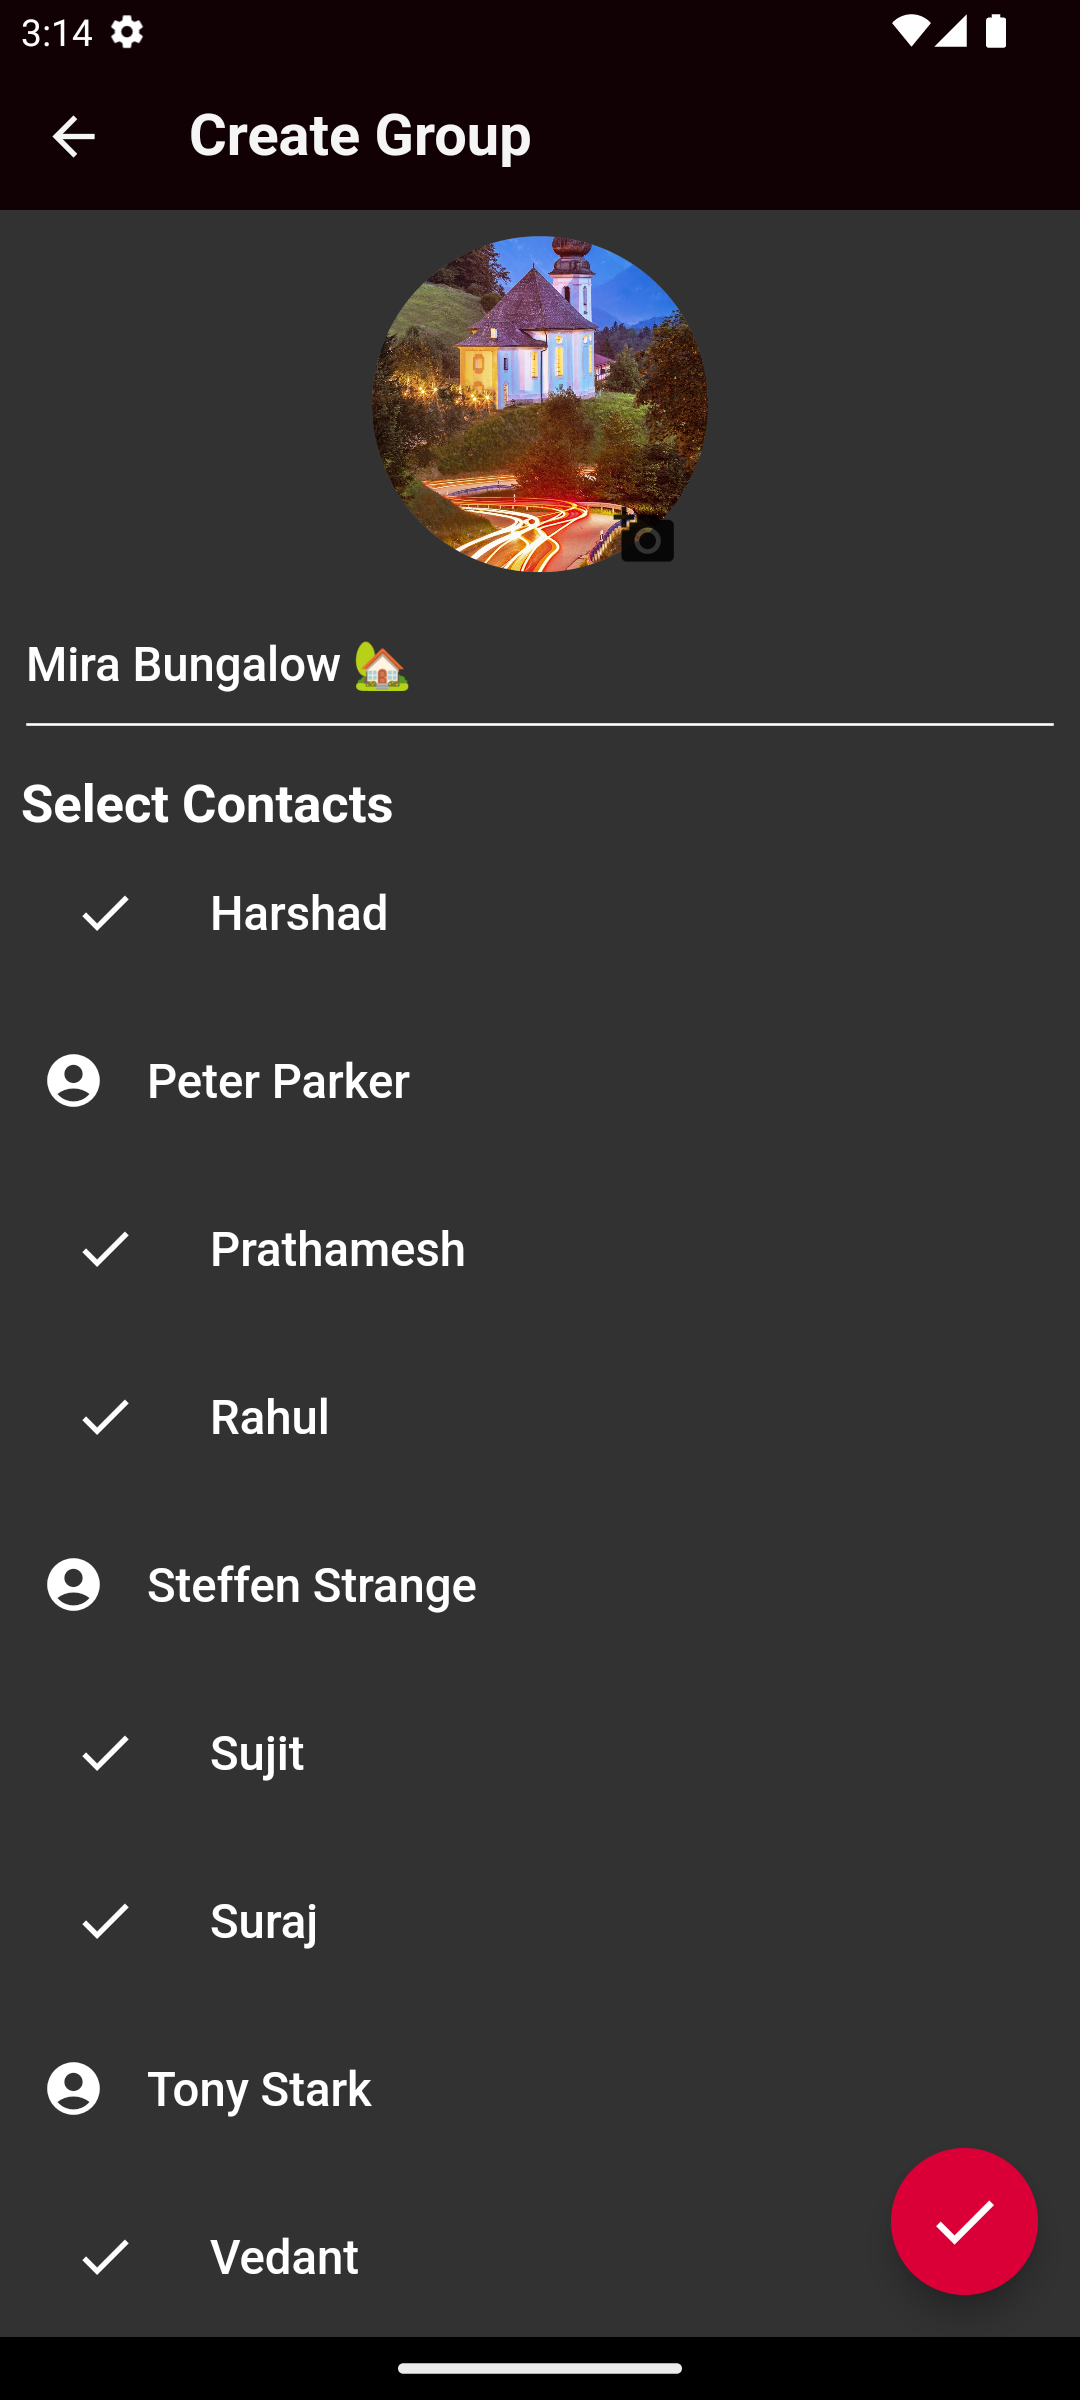 3:14
Create Group
Mira Bungalow 🏡
Select Contacts
Harshad
Peter Parker
Prathamesh
Rahul
Steffen Strange
Sujit
Suraj
Tony Stark
Vedant